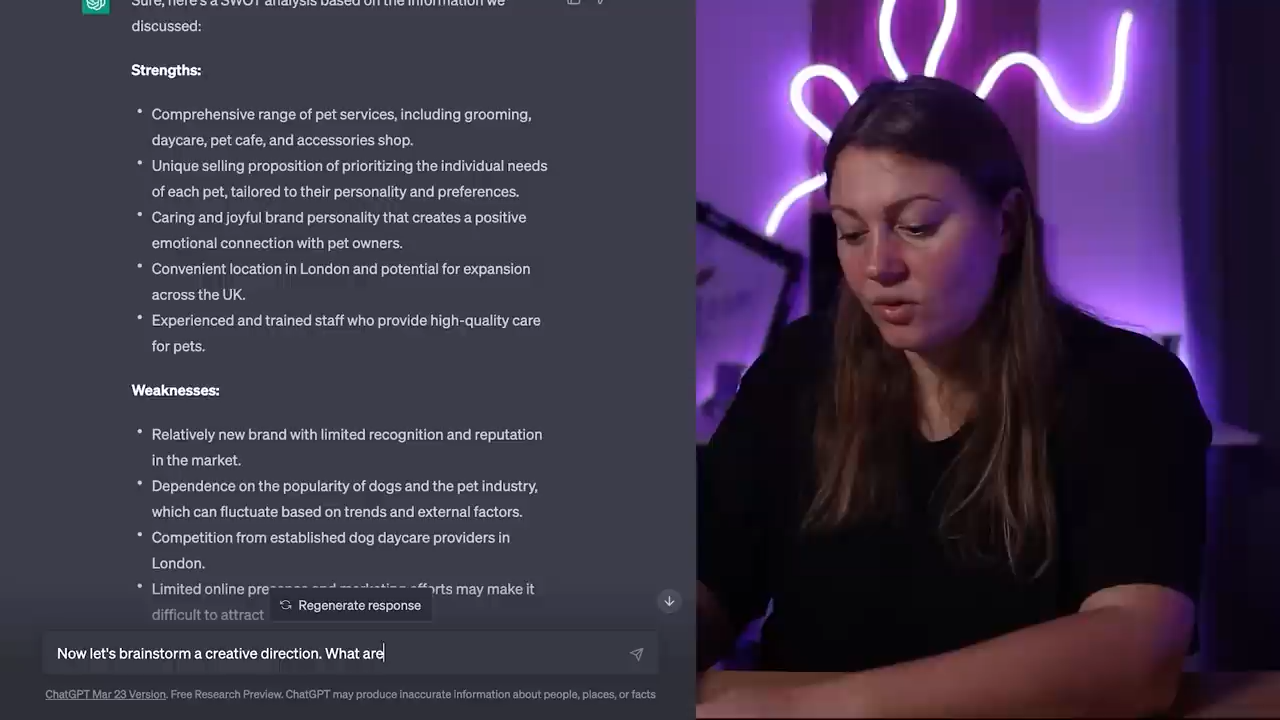 Sure, here's a SWOT analysis based on the information we
discussed:
Strengths:
• Comprehensive range of pet services, including grooming,
daycare, pet cafe, and accessories shop.
• Unique selling proposition of prioritizing the individual needs
of each pet, tailored to their personality and preferences.
• Caring and joyful brand personality that creates a positive
emotional connection with pet owners.
• Convenient location in London and potential for expansion
across the UK.
• Experienced and trained staff who provide high-quality care
for pets.
Weaknesses:
• Relatively new brand with limited recognition and reputation
in the market.
• Dependence on the popularity of dogs and the pet industry,
which can fluctuate based on trends and external factors.
• Competition from established dog daycare providers in
London.
• Limited online presence and marketing efforts may make it
difficult to attract
Regenerate response
Now let's brainstorm a creative direction. What are
ChatGPT Mar 23 Version. Free Research Preview. ChatGPT may produce inaccurate information about people, places, or facts